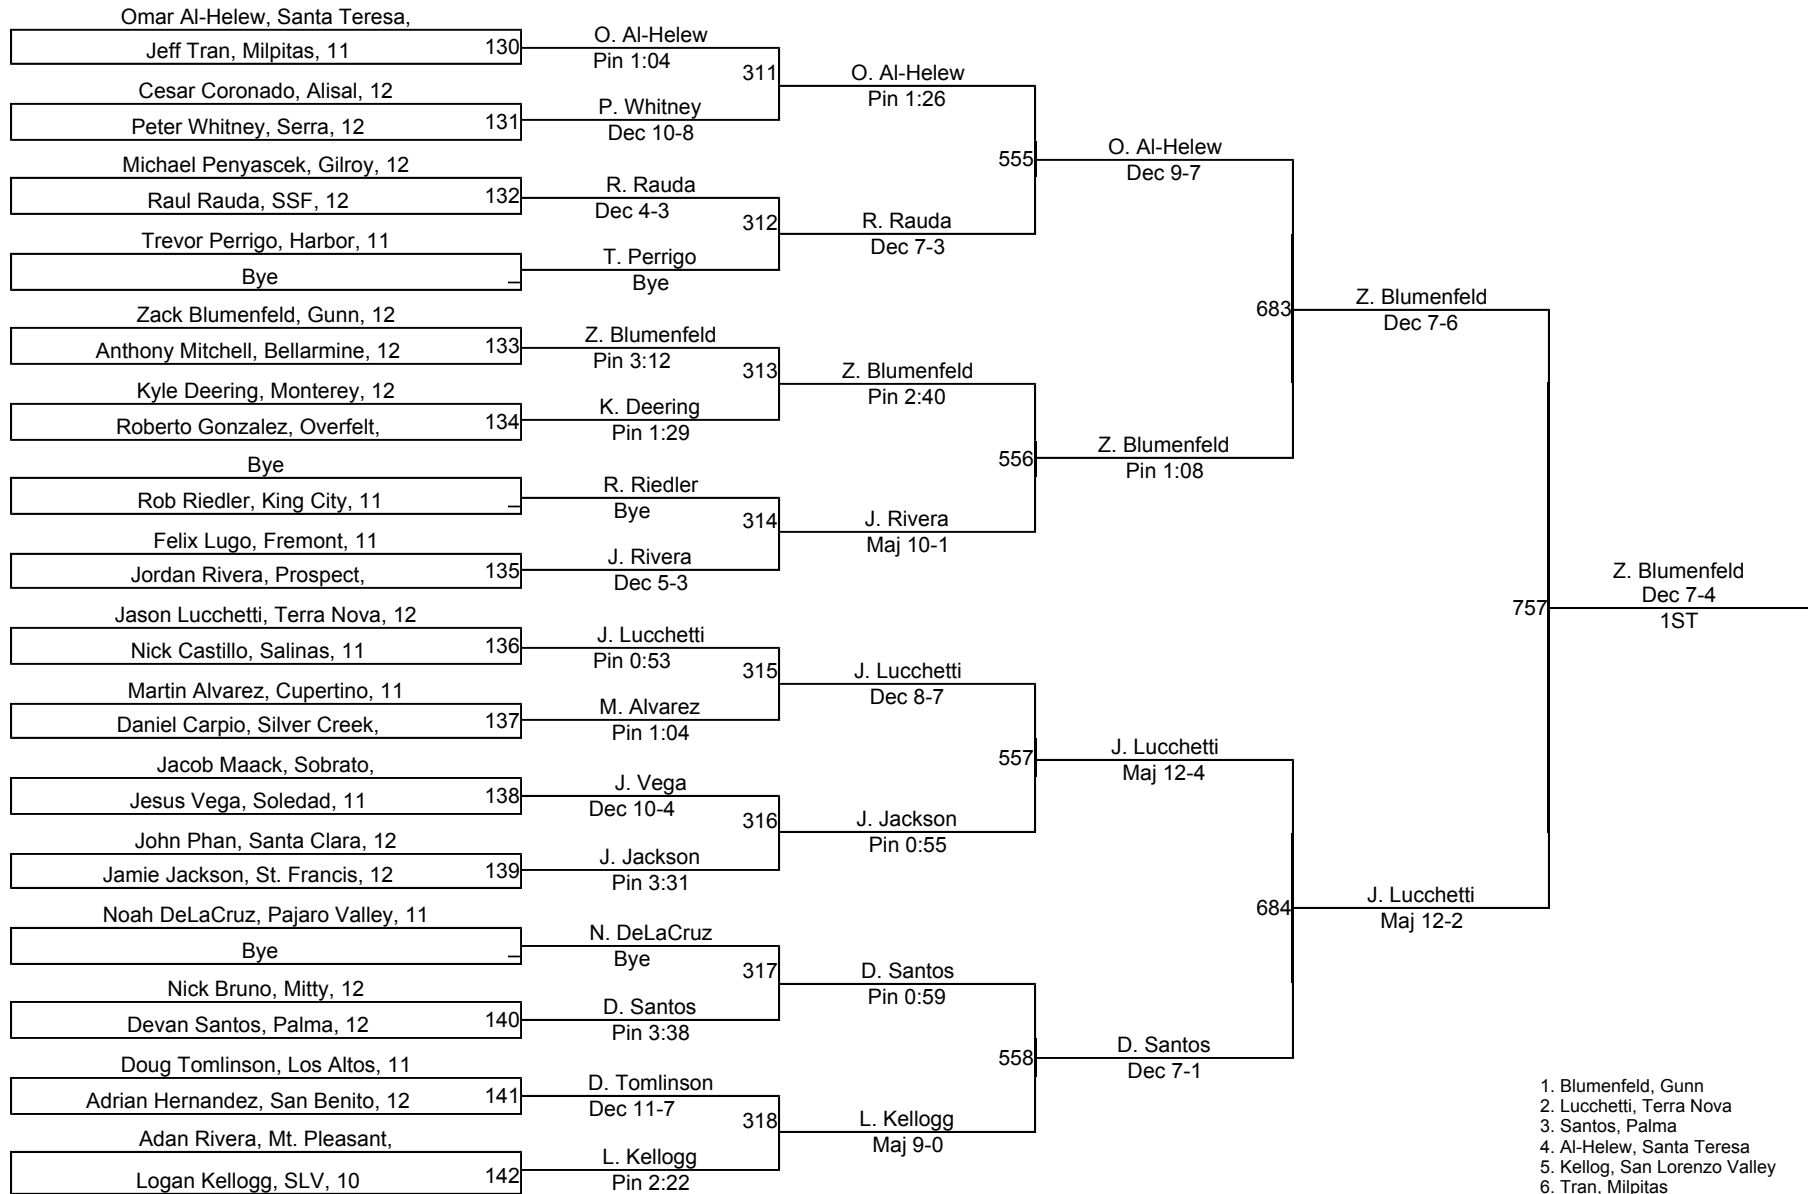 Omar Al-Helew, Santa Teresa,
Jeff Tran, Milpitas, 11
130
Cesar Coronado, Alisal, 12
Peter Whitney, Serra, 12
131
Michael Penyascek, Gilroy, 12
Raul Rauda, SSF, 12
132
Trevor Perrigo, Harbor, 11
Bye
_
Zack Blumenfeld, Gunn, 12
Anthony Mitchell, Bellarmine, 12
133
Kyle Deering, Monterey, 12
Roberto Gonzalez, Overfelt,
134
Bye
Rob Riedler, King City, 11
_
Felix Lugo, Fremont, 11
Jordan Rivera, Prospect,
135
Jason Lucchetti, Terra Nova, 12
Nick Castillo, Salinas, 11
136
Martin Alvarez, Cupertino, 11
Daniel Carpio, Silver Creek,
137
Jacob Maack, Sobrato,
Jesus Vega, Soledad, 11
138
John Phan, Santa Clara, 12
Jamie Jackson, St. Francis, 12
139
Noah DeLaCruz, Pajaro Valley, 11
Bye
_
Nick Bruno, Mitty, 12
Devan Santos, Palma, 12
140
Doug Tomlinson, Los Altos, 11
Adrian Hernandez, San Benito, 12
141
Adan Rivera, Mt. Pleasant,
Logan Kellogg, SLV, 10
142
O. Al-Helew
Pin 1:04
311
P. Whitney
Dec 10-8
R. Rauda
Dec 4-3
312
T. Perrigo
Bye
Z. Blumenfeld
Pin 3:12
313
K. Deering
Pin 1:29
R. Riedler
Bye
314
J. Rivera
Dec 5-3
J. Lucchetti
Pin 0:53
315
M. Alvarez
Pin 1:04
J. Vega
Dec 10-4
316
J. Jackson
Pin 3:31
N. DeLaCruz
Bye
317
D. Santos
Pin 3:38
D. Tomlinson
Dec 11-7
318
L. Kellogg
Pin 2:22
O. Al-Helew
Pin 1:26
555
R. Rauda
Dec 7-3
Z. Blumenfeld
Pin 2:40
556
J. Rivera
Maj 10-1
J. Lucchetti
Dec 8-7
557
J. Jackson
Pin 0:55
D. Santos
Pin 0:59
558
L. Kellogg
Maj 9-0
O. Al-Helew
Dec 9-7
683
Z. Blumenfeld
Pin 1:08
J. Lucchetti
Maj 12-4
684
D. Santos
Dec 7-1
Z. Blumenfeld
Dec 7-6
757
J. Lucchetti
Maj 12-2
Z. Blumenfeld
Dec 7-4
1ST
1. Blumenfeld, Gunn
2. Lucchetti, Terra Nova
3. Santos, Palma
4. Al-Helew, Santa Teresa
5. Kellog, San Lorenzo Valley
6. Tran, Milpitas